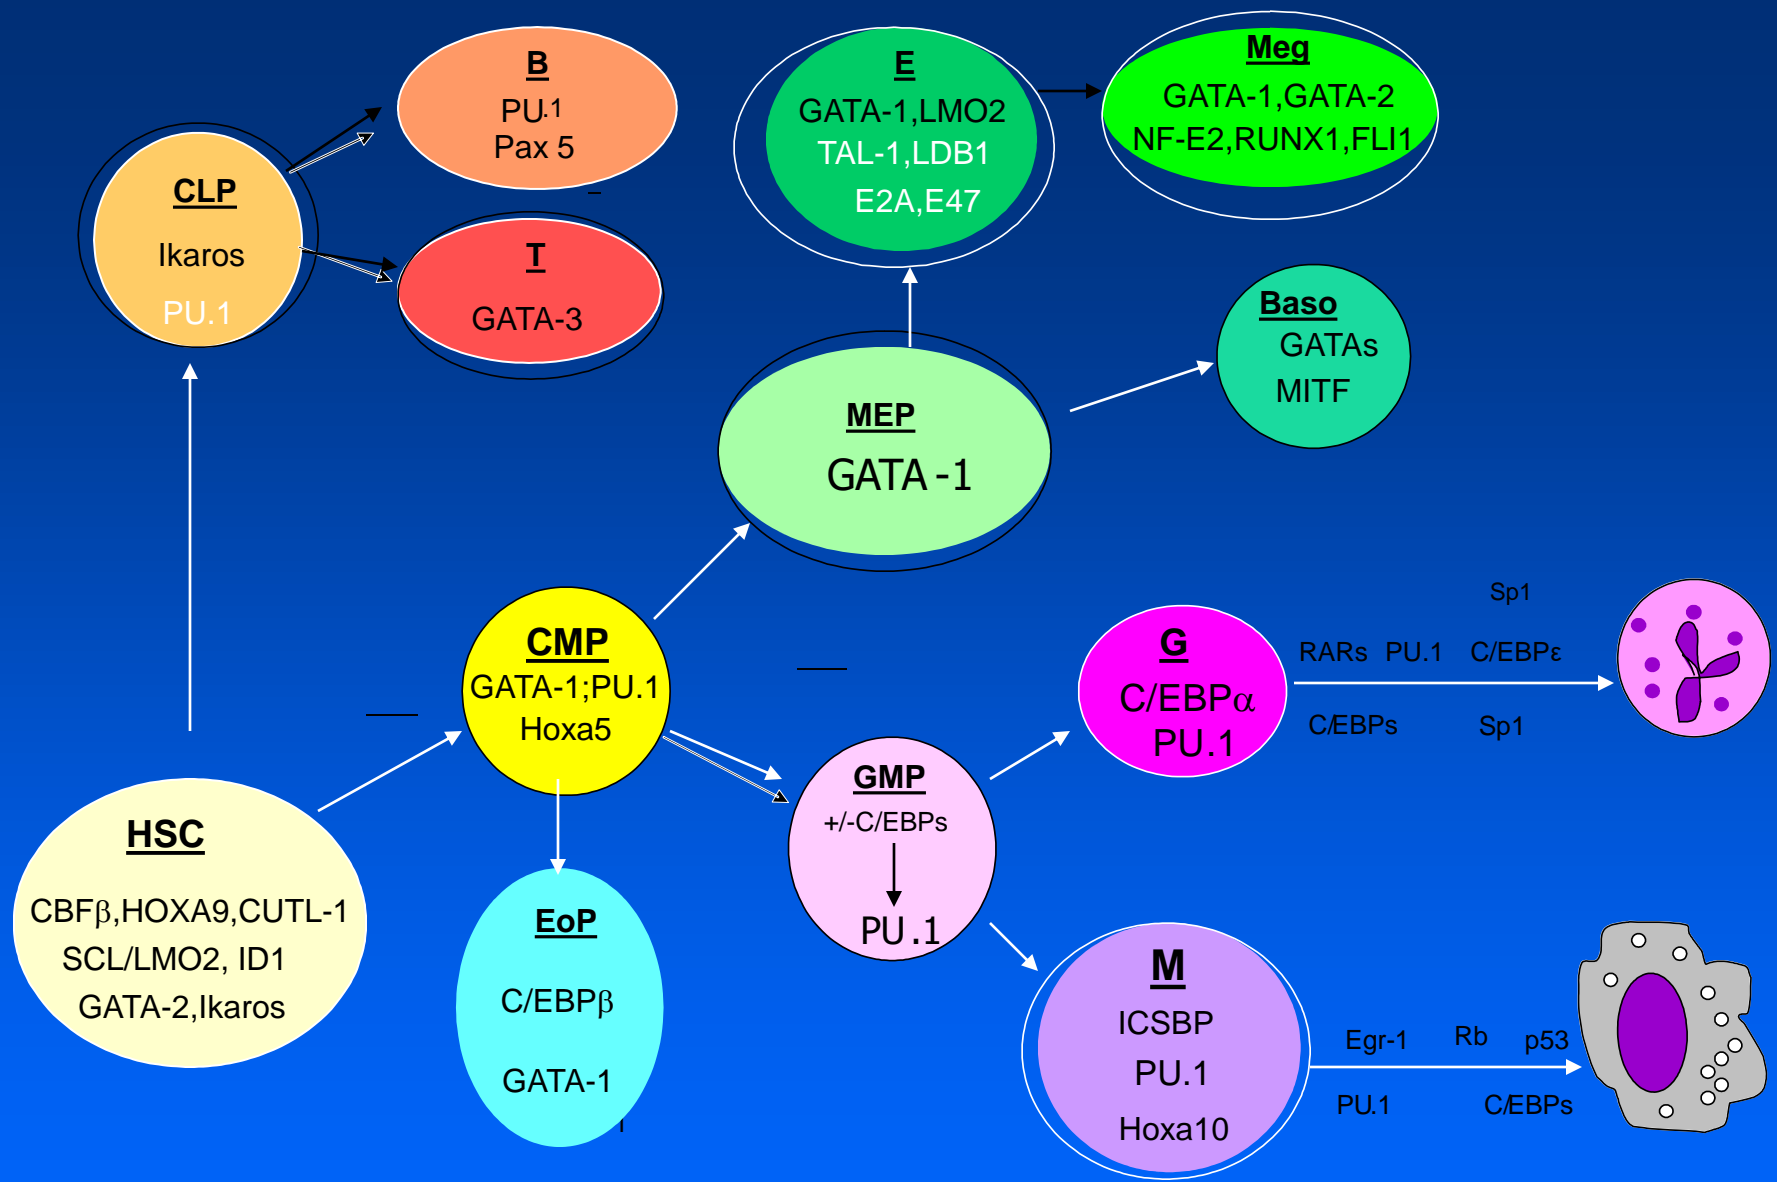 B
PU.1
Pax 5
CLP
Ikaros
PU.1
T
GATA-3
E
GATA-1,LMO2
TAL-1,LDB1
E2A,E47
Meg
GATA-1,GATA-2
NF-E2,RUNX1,FLI1
Baso
GATAs
MITF
MEP
GATA -1
CMP
GATA-1;PU.1
Hoxa5
HSC
CBFβ,HOXA9,CUTL-1
SCL/LMO2, ID1
GATA-2,Ikaros
EoP
C/EBPβ
GATA-1
GMP
+/-C/EBPs
PU.1
G
C/EBPα
PU.1
Sp1
RARs PU.1 C/EBPε
C/EBPs Sp1
M
ICSBP
PU.1
Hoxa10
Egr-1 Rb p53
PU.1 C/EBPs